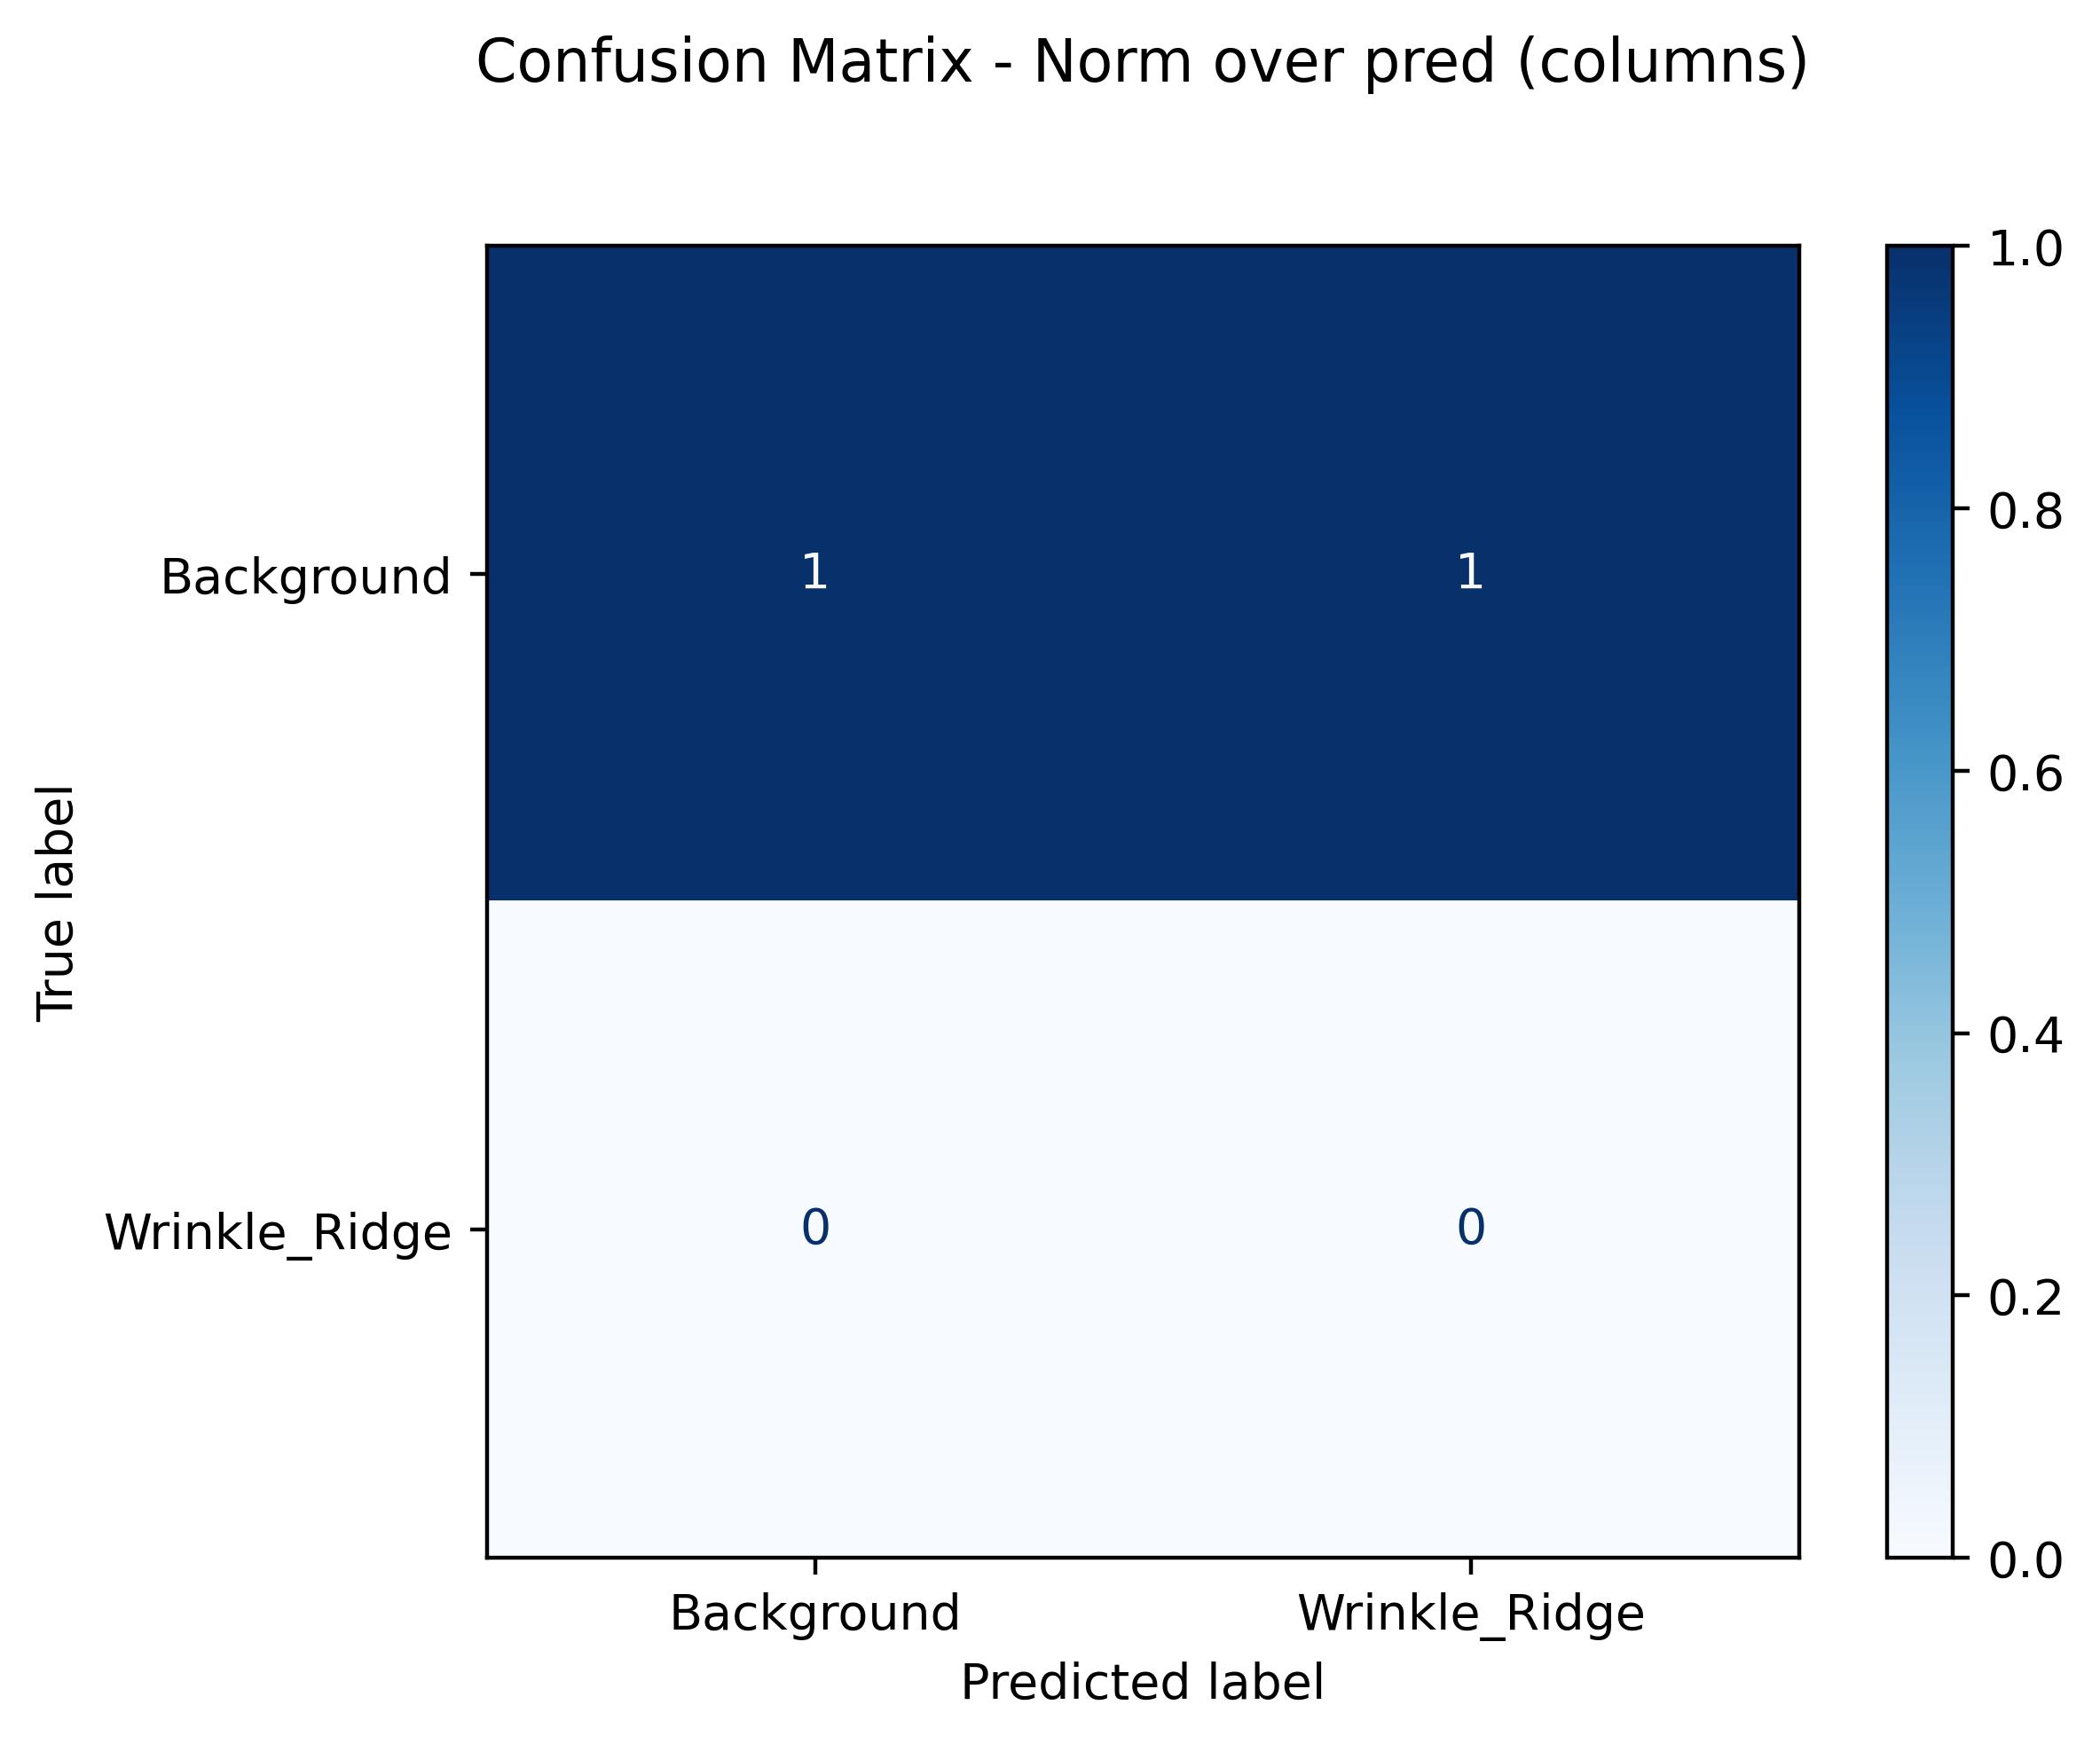 Confusion Matrix - Norm over pred (columns)
1.0
0.8
0.6
0.4
0.2
0.0
True label
Background
1 1
Wrinkle_Ridge
0 0
Background Wrinkle_Ridge
Predicted label